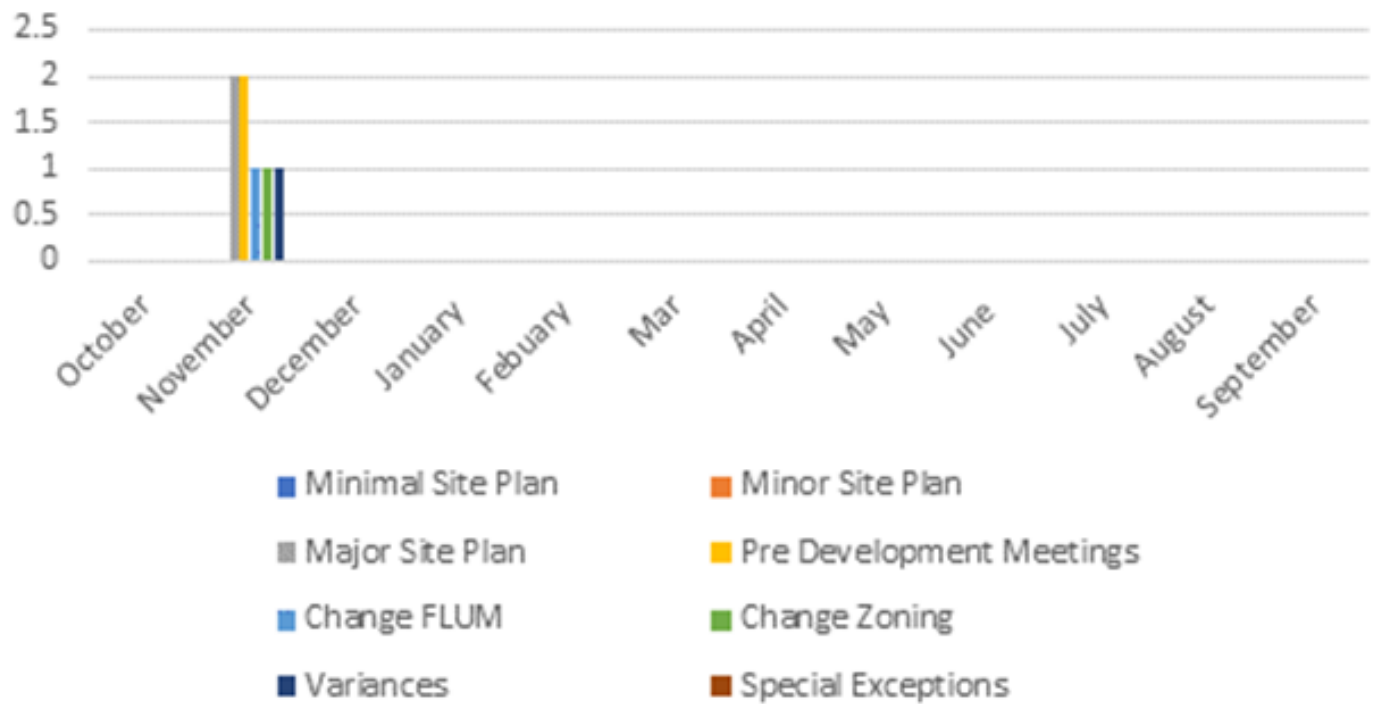 2.5
2
1.5
1
0.5
0
October
November
December
January
Febuary
Mar
April
May
June
July
August
September
Minimal Site Plan
Minor Site Plan
Major Site Plan
Pre Development Meetings
Change FLUM
Change Zoning
Variances
Special Exceptions